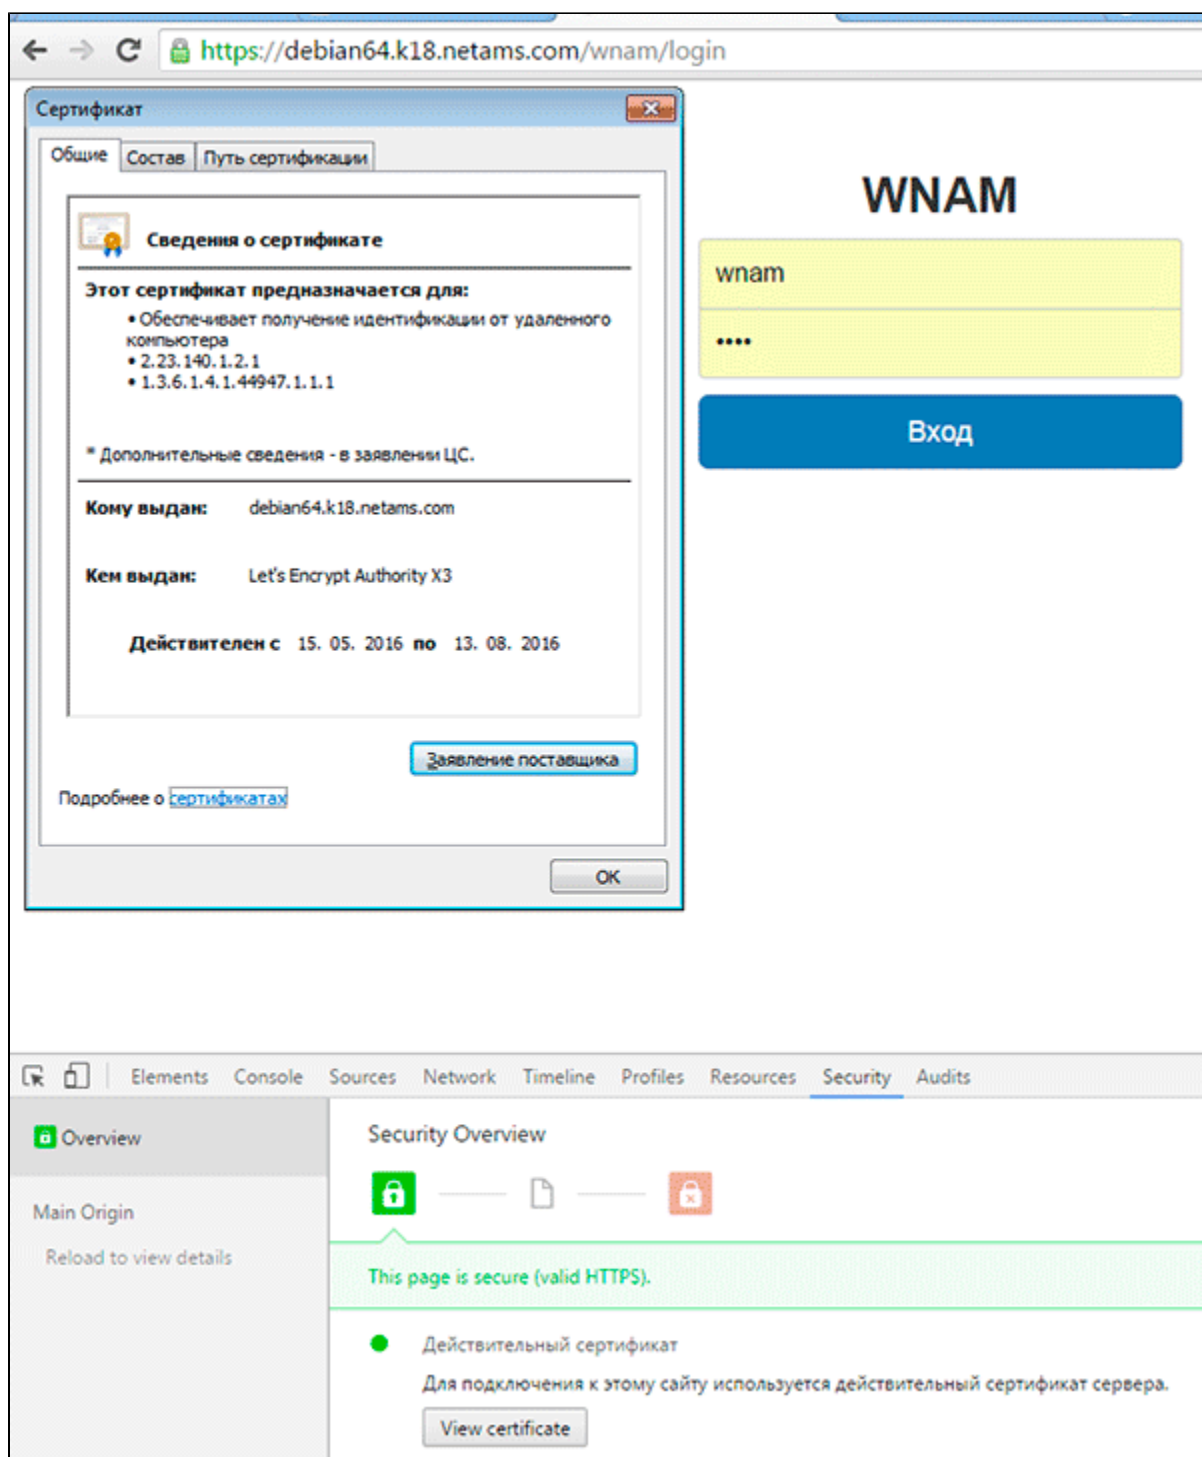 https://debian64.k18.netams.com/wnam/login
Сертификат
Общие Состав Путь сертификации
Сведения о сертификате
Этот сертификат предназначается для:
• Обеспечивает получение идентификации от удаленного
компьютера
• 2.23.140.1.2.1
• 1.3.6.1.4.1.44947.1.1.1
* Дополнительные сведения - в заявлении ЦС.
Кому выдан: debian64.k18.netams.com
Кем выдан: Let's Encrypt Authority X3
Действителен с 15. 05. 2016 по 13. 08. 2016
Заявление поставщика
Подробнее о сертификатах
ОК
WNAM
wnam
••••
Вход
Elements Console Sources Network Timeline Profiles Resources Security Audits
Overview
Main Origin
Reload to view details
Security Overview
This page is secure (valid HTTPS).
Действительный сертификат
Для подключения к этому сайту используется действительный сертификат сервера.
View certificate